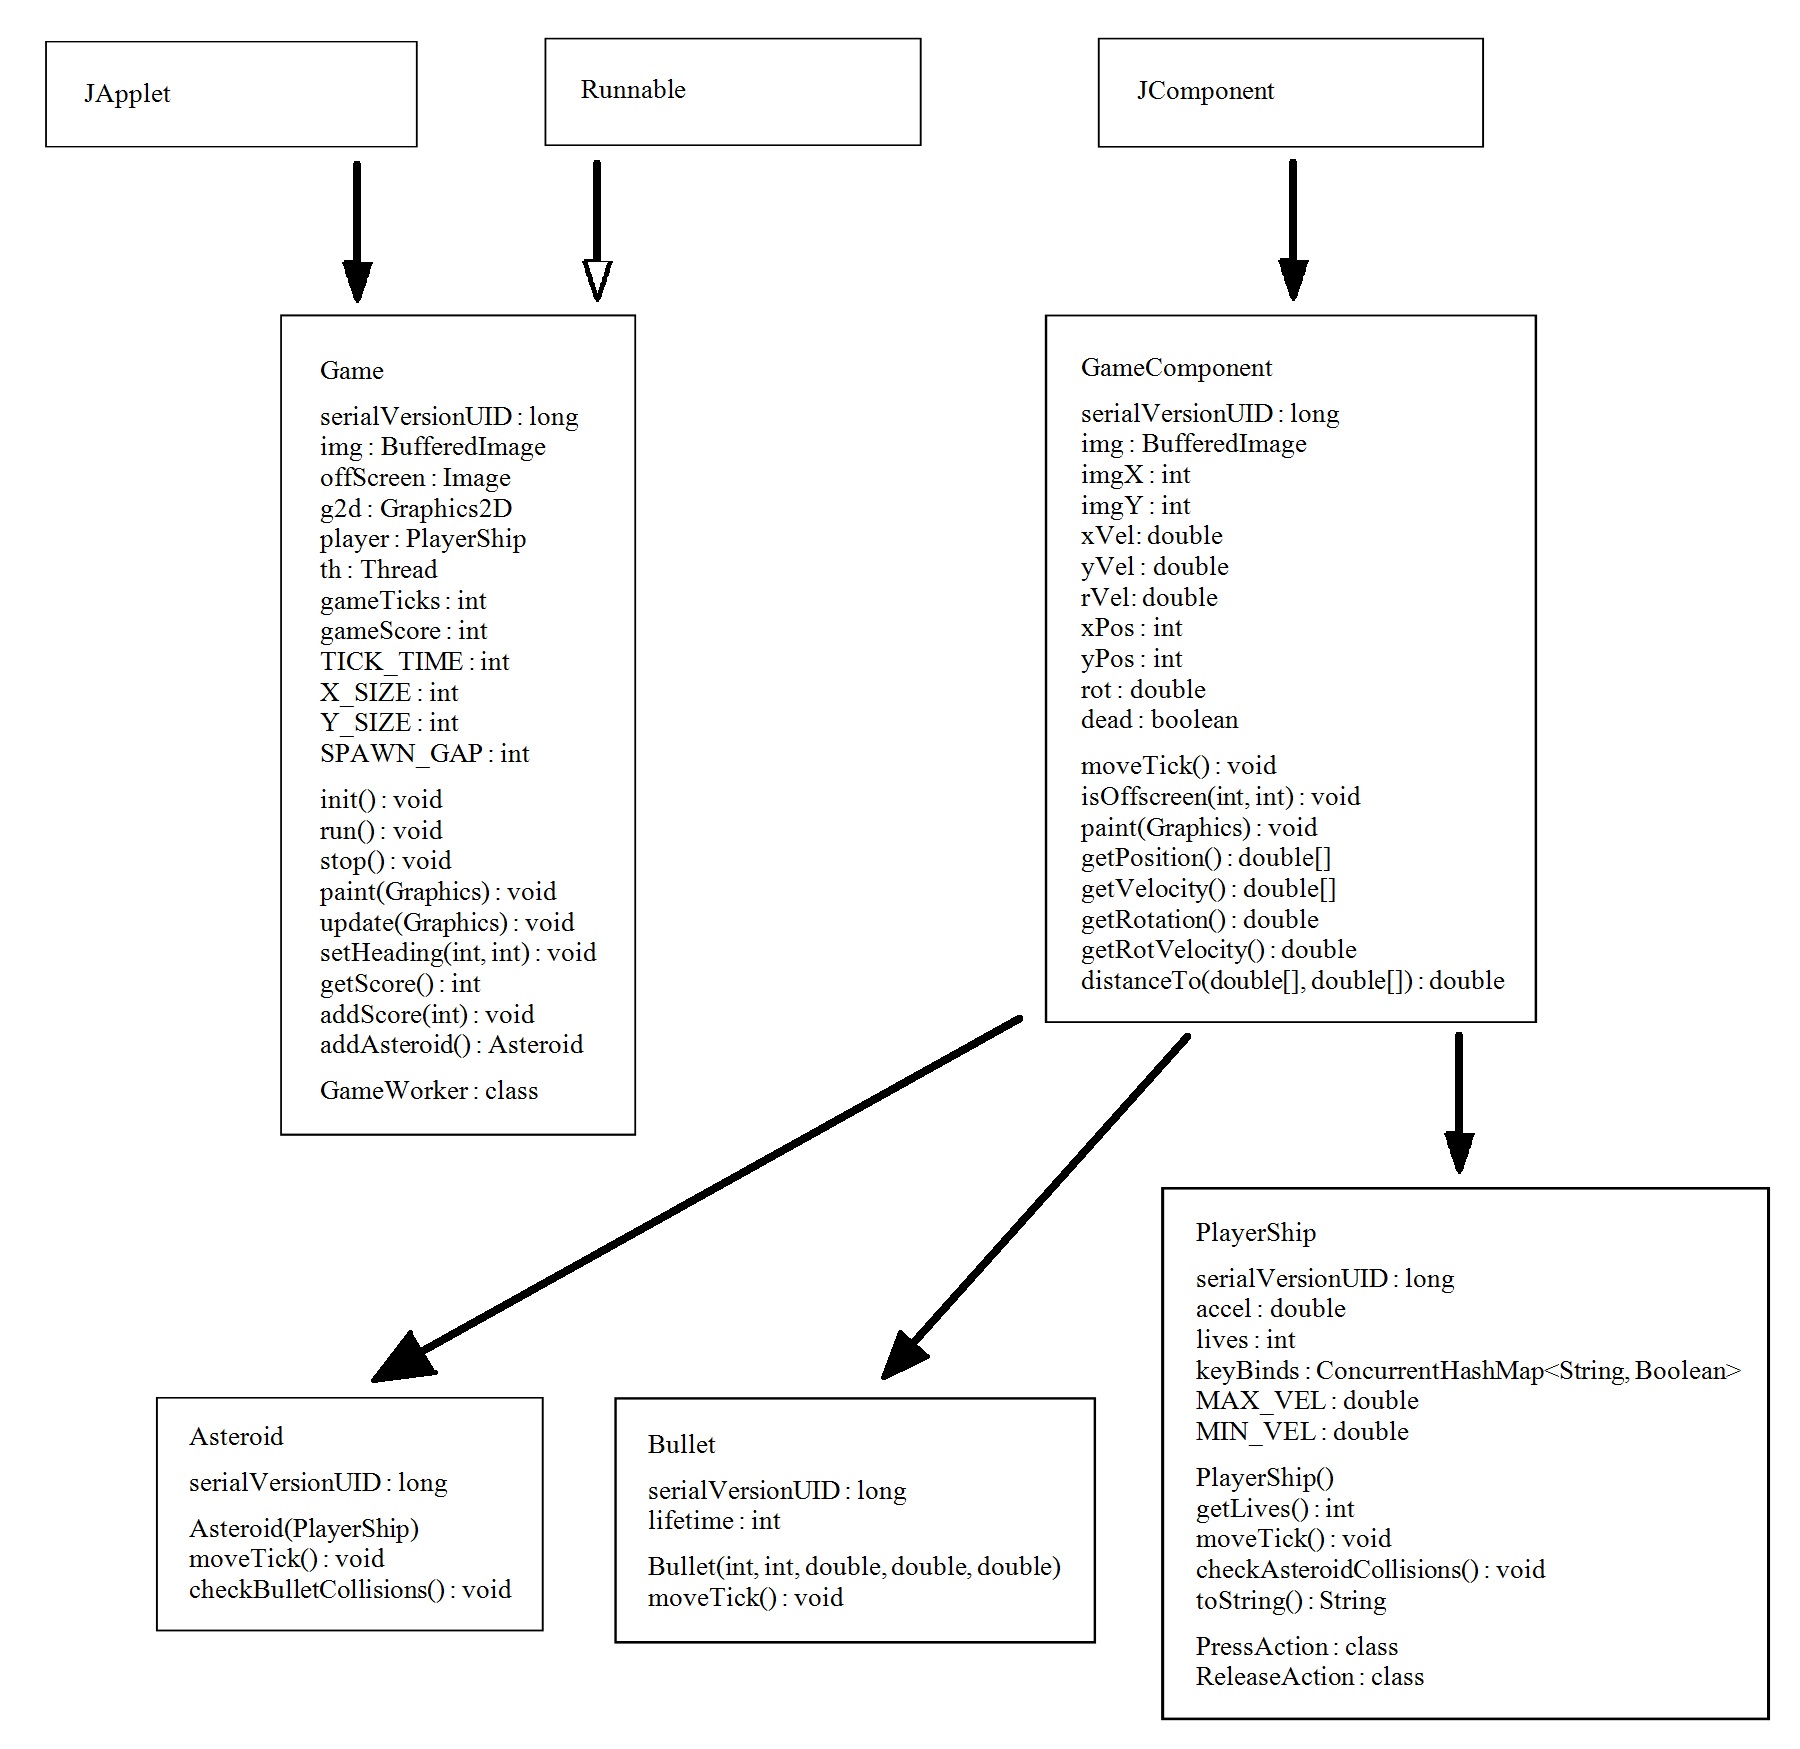 JApplet
Runnable
JComponent
Game
serialVersionUID : long
img : BufferedImage
offScreen : Image
g2d : Graphics2D
player : PlayerShip
th : Thread
gameTicks : int
gameScore : int
TICK_TIME : int
X_SIZE : int
Y_SIZE : int
SPAWN_GAP : int
init() : void
run() : void
stop() : void
paint(Graphics) : void
update(Graphics) : void
setHeading(int, int) : void
getScore() : int
addScore(int) : void
addAsteroid() : Asteroid
GameWorker : class
GameComponent
serialVersionUID : long
img : BufferedImage
imgX : int
imgY : int
xVel: double
yVel : double
rVel: double
xPos : int
yPos : int
rot : double
dead : boolean
moveTick() : void
isOffscreen(int, int) : void
paint(Graphics) : void
getPosition() : double[]
getVelocity() : double[]
getRotation() : double
getRotVelocity() : double
distanceTo(double[], double[]) : double
Asteroid
serialVersionUID : long
Asteroid(PlayerShip)
moveTick() : void
checkBulletCollisions() : void
Bullet
serialVersionUID : long
lifetime : int
Bullet(int, int, double, double, double)
moveTick() : void
PlayerShip
serialVersionUID : long
accel : double
lives : int
keyBinds : ConcurrentHashMap<String, Boolean>
MAX_VEL : double
MIN_VEL : double
PlayerShip()
getLives() : int
moveTick() : void
checkAsteroidCollisions() : void
toString() : String
PressAction : class
ReleaseAction : class